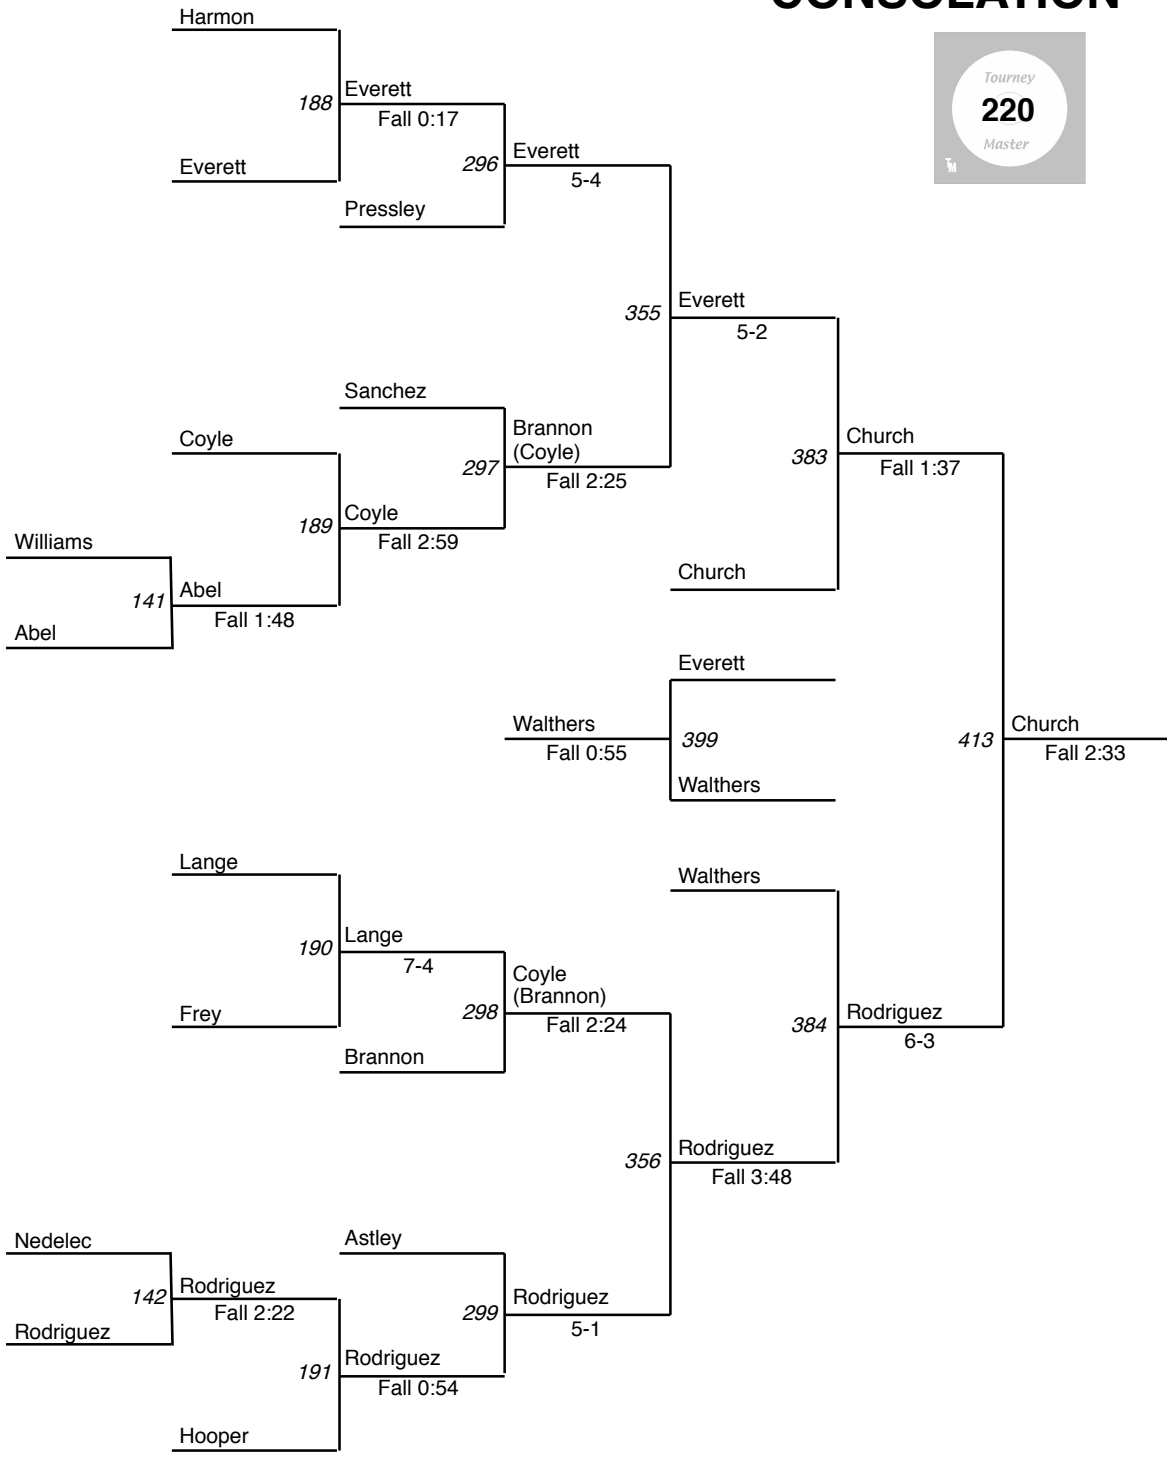 CONSOLATION
Tourney
220
Master
TM
Harmon
188
Everett
Fall 0:17
Everett
296
Everett
5-4
Pressley
355
Everett
5-2
Sanchez
Coyle
297
Brannon
(Coyle)
Fall 2:25
383
Church
Fall 1:37
189
Coyle
Fall 2:59
Williams
141
Abel
Fall 1:48
Abel
Church
Everett
Walthers
Fall 0:55
399
413
Church
Fall 2:33
Walthers
Lange
Walthers
190
Lange
7-4
Coyle
(Brannon)
298
Fall 2:24
Frey
384
Rodriguez
6-3
Brannon
356
Rodriguez
Fall 3:48
Nedelec
Astley
142
Rodriguez
Fall 2:22
299
Rodriguez
5-1
Rodriguez
191
Rodriguez
Fall 0:54
Hooper